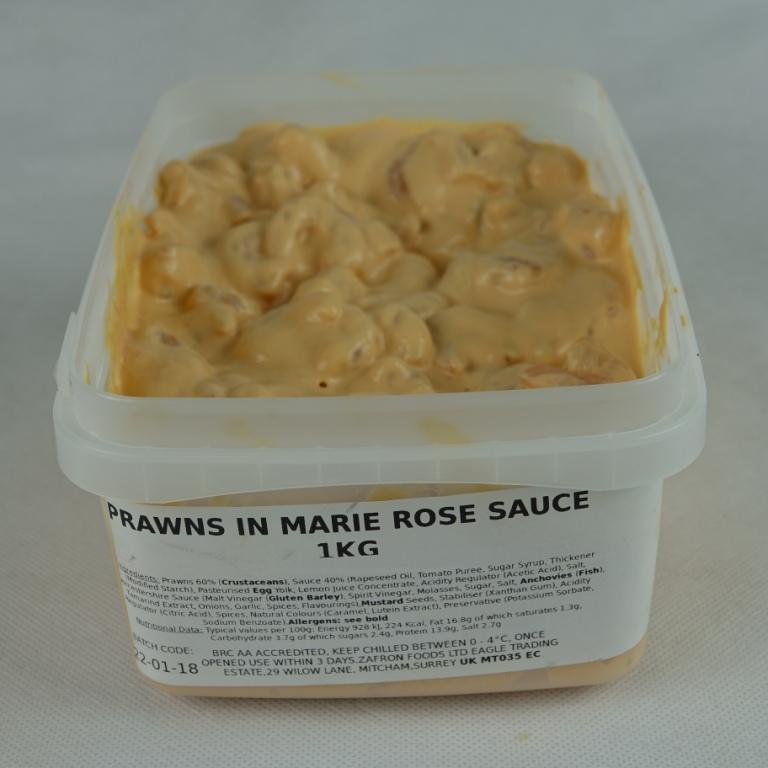 PRAWNS IN MARIE ROSE SAUCE
1KG
Ingredients: Prawns 60% (Crustaceans), Sauce 40% (Rapeseed Oil, Tomato Puree, Sugar Syrup, Thickener
(Modified Starch), Pasteurised Egg Yolk, Lemon Juice Concentrate, Acidity Regulator (Acetic Acid), Salt,
Worcestershire Sauce (Malt Vinegar (Gluten Barley), Spirit Vinegar, Molasses, Sugar, Salt, Anchovies (Fish),
Tamarind Extract, Onions, Garlic, Spices, Flavourings),Mustard Seeds, Stabiliser (Xanthan Gum), Acidity
Regulator (Citric Acid), Spices, Natural Colours (Caramel, Lutein Extract), Preservative (Potassium Sorbate,
Sodium Benzoate).Allergens: see bold
Nutritional Data: Typical values per 100g: Energy 928 kJ, 224 Kcal, Fat 16.8g of which saturates 1.3g,
Carbohydrate 3.7g of which sugars 2.4g, Protein 13.9g, Salt 2.7g
BATCH CODE:
22-01-18
BRC AA ACCREDITED, KEEP CHILLED BETWEEN 0 - 4°C, ONCE
OPENED USE WITHIN 3 DAYS.ZAFRON FOODS LTD EAGLE TRADING
ESTATE,29 WILOW LANE, MITCHAM,SURREY UK MT035 EC